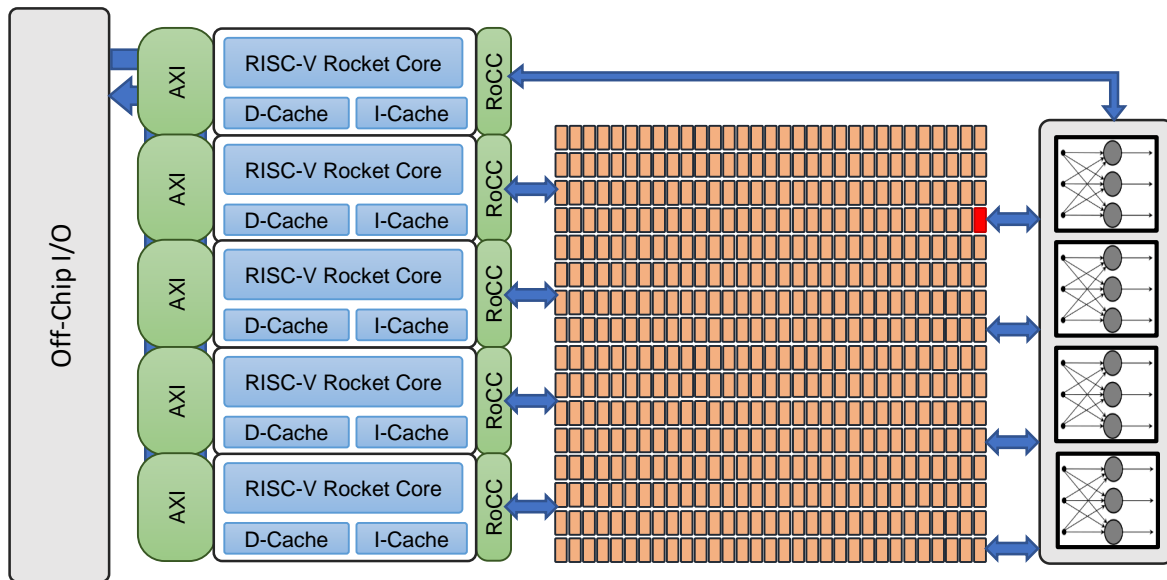 Off-Chip I/O
AXI
RISC-V Rocket Core
D-Cache
I-Cache
RoCC
AXI
RISC-V Rocket Core
D-Cache
I-Cache
RoCC
AXI
RISC-V Rocket Core
D-Cache
I-Cache
RoCC
AXI
RISC-V Rocket Core
D-Cache
I-Cache
RoCC
AXI
RISC-V Rocket Core
D-Cache
I-Cache
RoCC